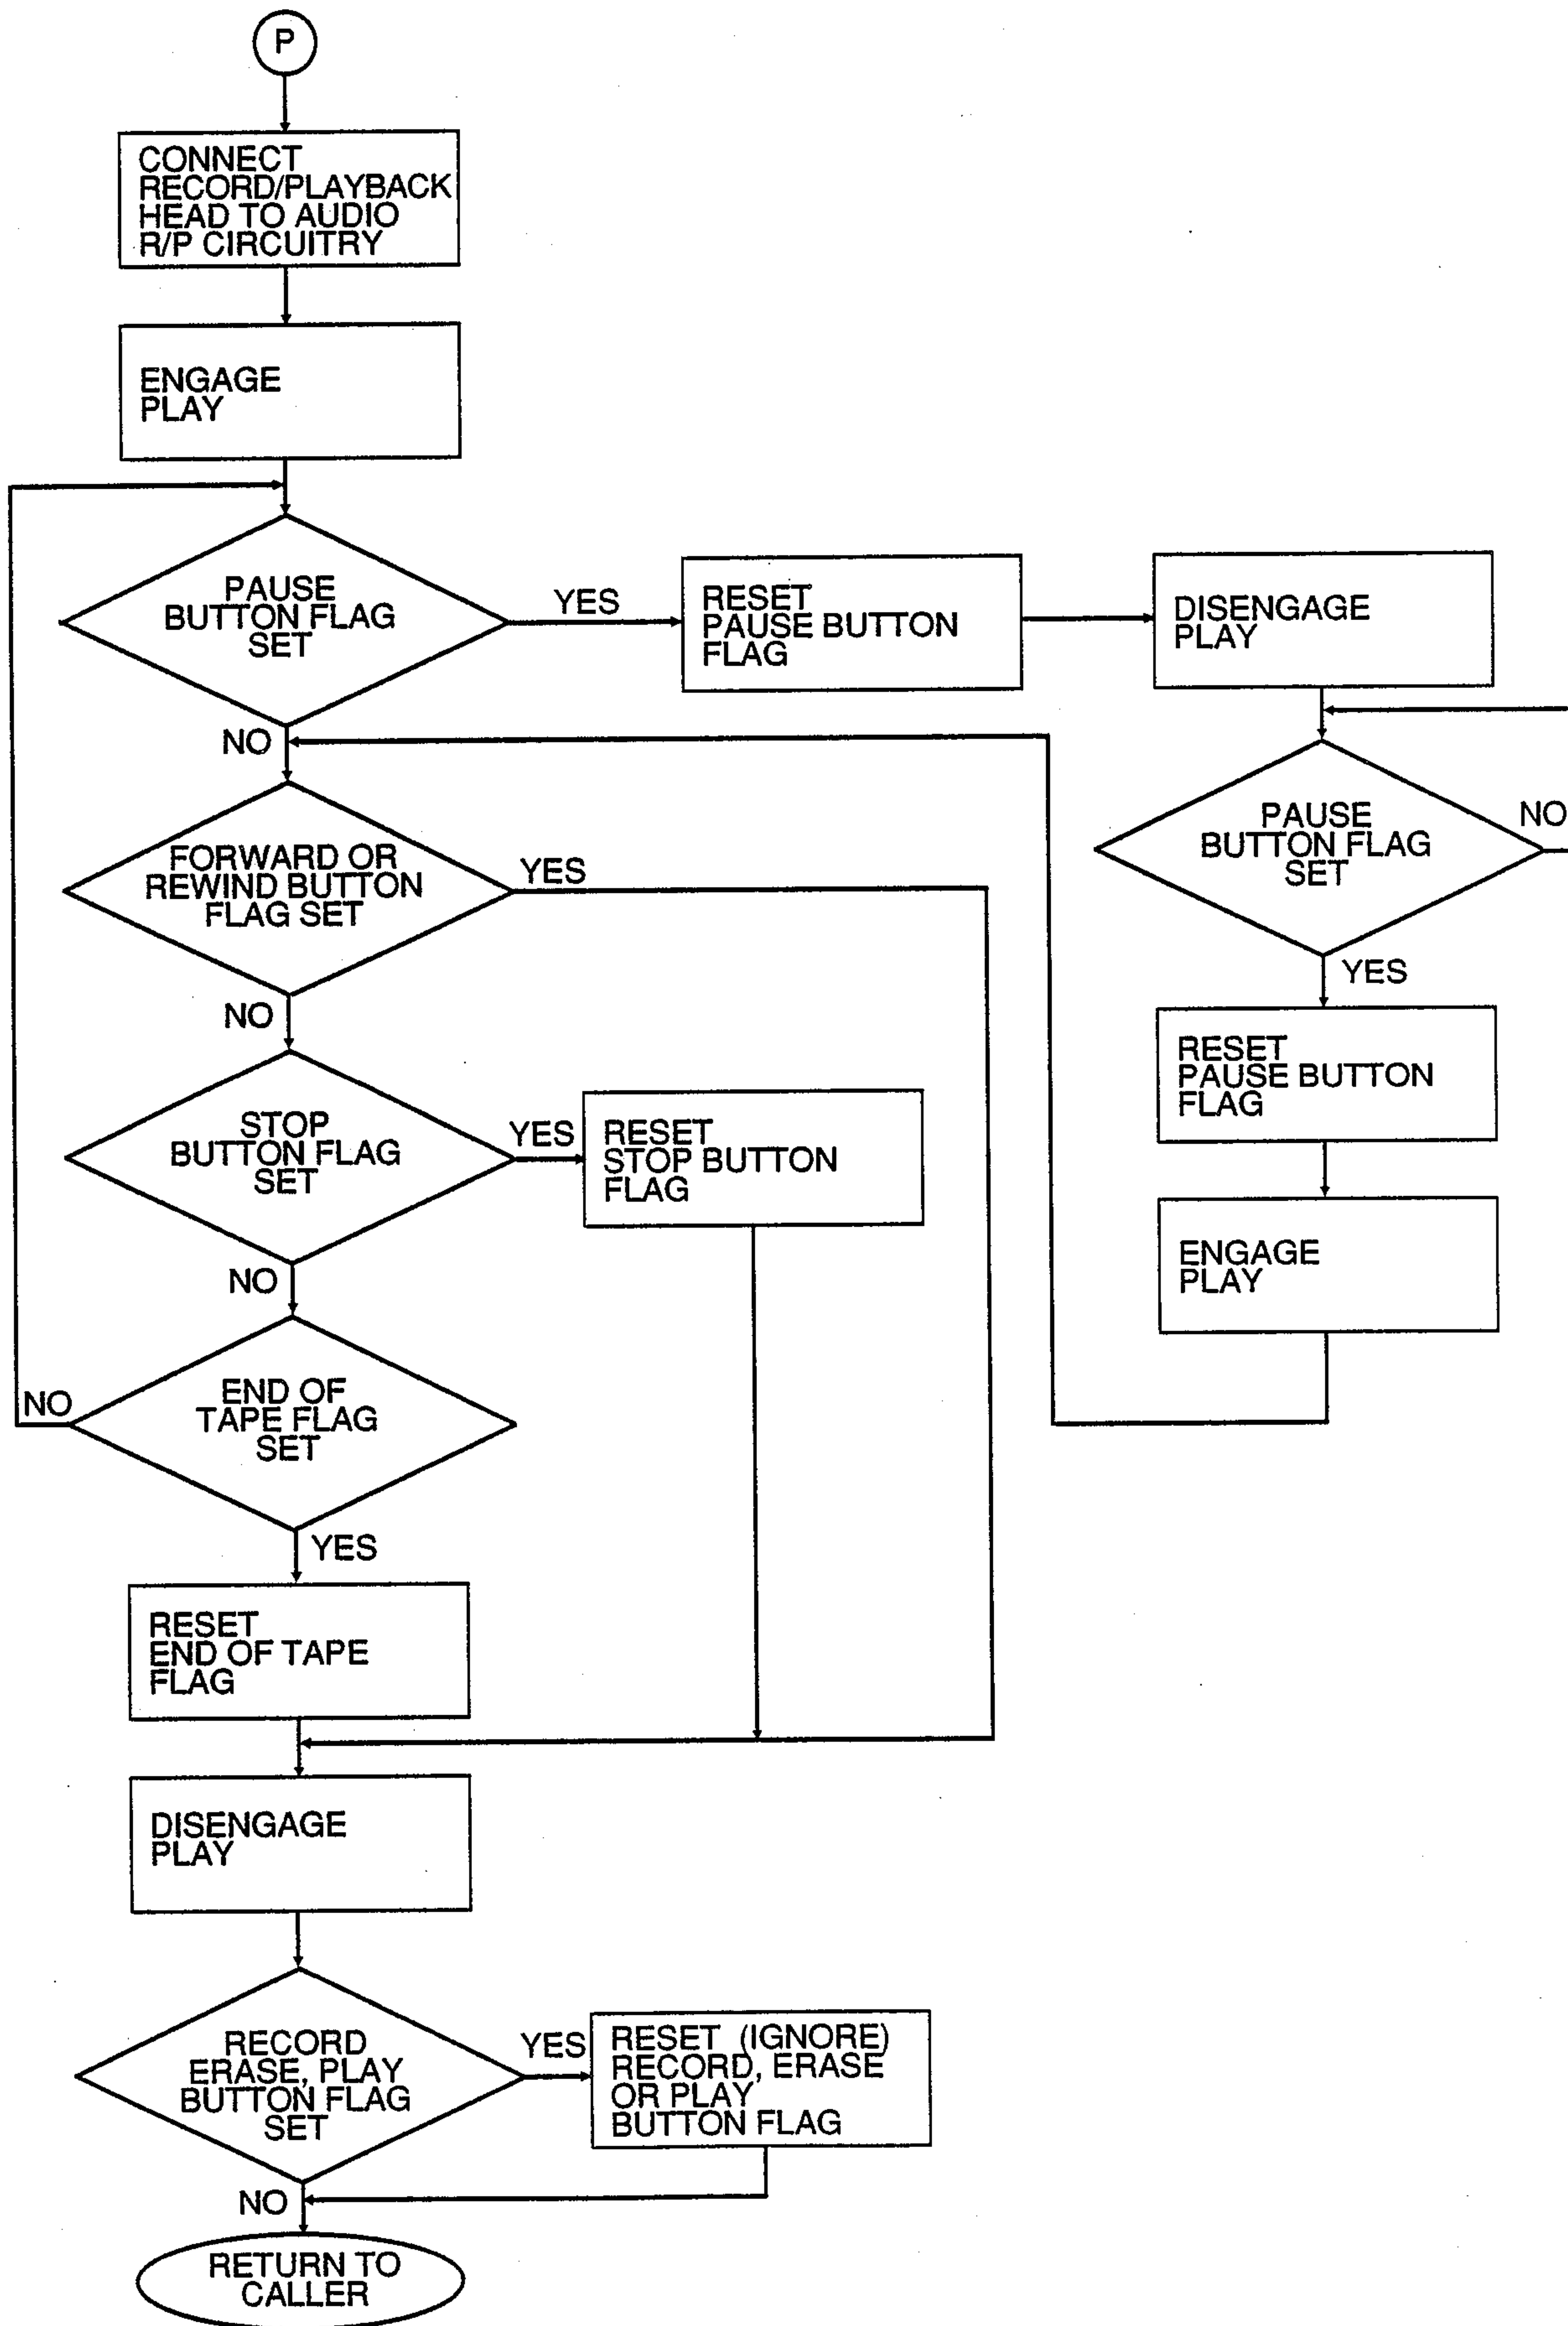 P
CONNECT
RECORD/PLAYBACK
HEAD TO AUDIO
R/P CIRCUITRY
ENGAGE
PLAY
PAUSE
BUTTON FLAG
SET
YES
RESET
PAUSE BUTTON
FLAG
DISENGAGE
PLAY
NO
PAUSE
BUTTON FLAG
SET
NO
YES
RESET
PAUSE BUTTON
FLAG
ENGAGE
PLAY
FORWARD OR
REWIND BUTTON
FLAG SET
YES
NO
STOP
BUTTON FLAG
SET
YES
RESET
STOP BUTTON
FLAG
NO
END OF
TAPE FLAG
SET
NO
YES
RESET
END OF TAPE
FLAG
DISENGAGE
PLAY
RECORD
ERASE, PLAY
BUTTON FLAG
SET
YES
RESET (IGNORE)
RECORD, ERASE
OR PLAY
BUTTON FLAG
NO
RETURN TO
CALLER